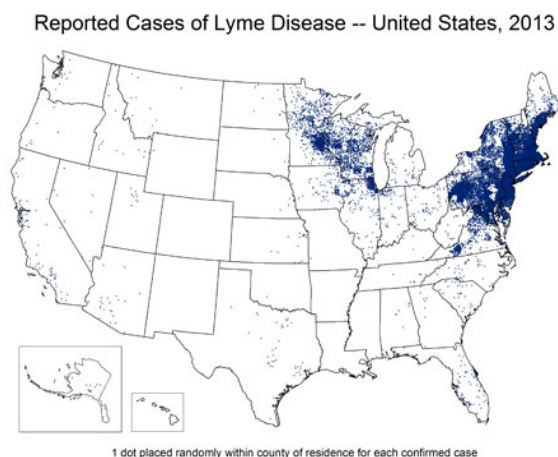 Reported Cases of Lyme Disease -- United States, 2013
1 dot placed randomly within county of residence for each confirmed case